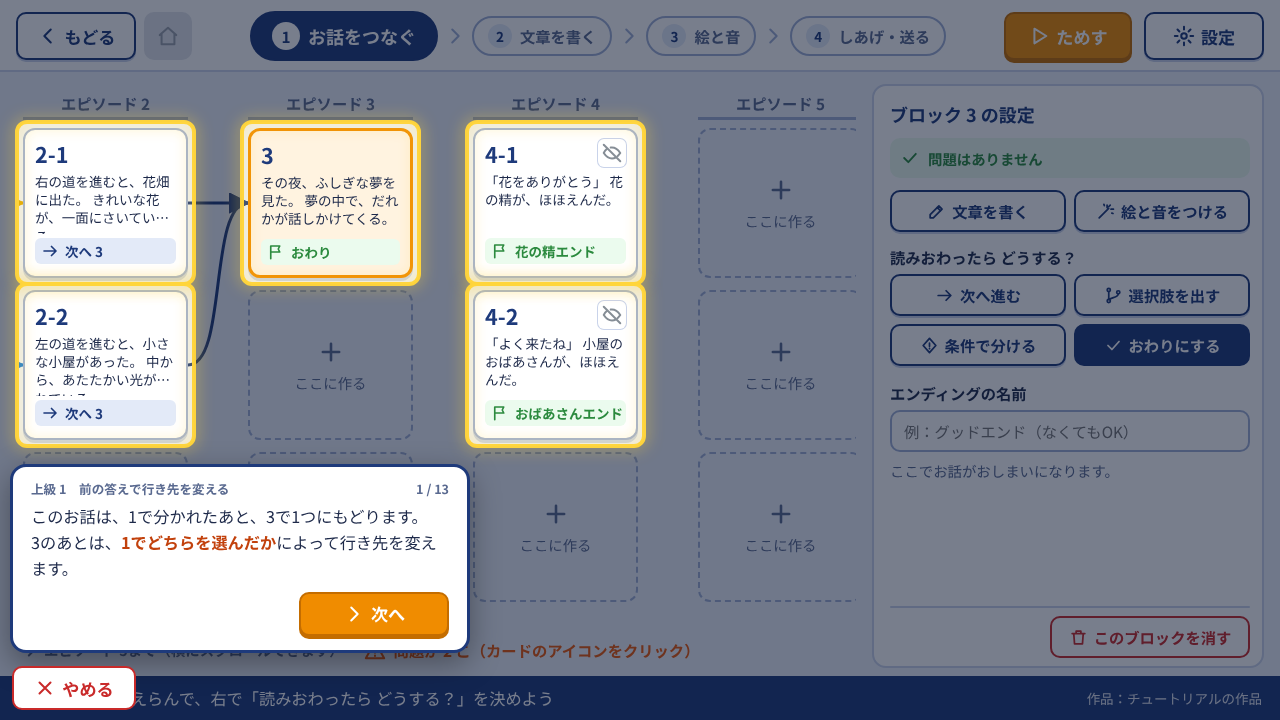 もどる
1 お話をつなぐ
2 文章を書く
3 絵と音
4 しあげ・送る
ためす
設定
エピソード 2
エピソード 3
エピソード 4
エピソード 5
2-1
右の道を進むと、花畑
に出た。 きれいな花
が、一面にさいてい…
次へ 3
3
その夜、ふしぎな夢を
見た。 夢の中で、だれ
かが話しかけてくる。
おわり
4-1
「花をありがとう」 花
の精が、ほほえんだ。
花の精エンド
ここに作る
2-2
左の道を進むと、小さ
な小屋があった。 中か
ら、あたたかい光が…
次へ 3
ここに作る
4-2
「よく来たね」 小屋の
おばあさんが、ほほえ
んだ。
おばあさんエンド
ここに作る
ここに作る
ここに作る
上級 1 前の答えで行き先を変える
1 / 13
このお話は、1で分かれたあと、3で1つにもどります。
3のあとは、1でどちらを選んだかによって行き先を変え
ます。
次へ
（カードのアイコンをクリック）
やめる
えらんで、右で「読みおわったら どうする？」を決めよう
作品：チュートリアルの作品
ブロック 3 の設定
問題はありません
文章を書く
絵と音をつける
読みおわったら どうする？
次へ進む
選択肢を出す
条件で分ける
おわりにする
エンディングの名前
例：グッドエンド（なくてもOK）
ここでお話がおしまいになります。
このブロックを消す